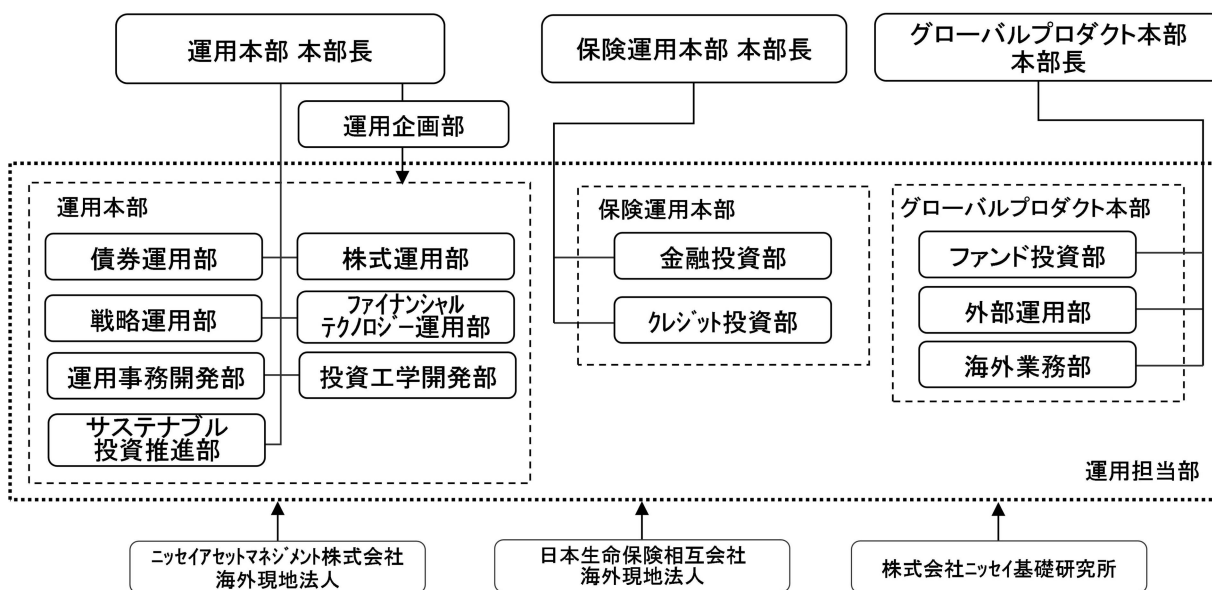 運用本部 本部長
保険運用本部 本部長
グローバルプロダクト本部
本部長
運用企画部
運用本部
債券運用部
株式運用部
戦略運用部
ファイナンシャル
テクノロジー運用部
運用事務開発部
投資工学開発部
サステナブル
投資推進部
保険運用本部
金融投資部
クレジット投資部
グローバルプロダクト本部
ファンド投資部
外部運用部
海外業務部
運用担当部
ニッセイアセットマネジメント株式会社
海外現地法人
日本生命保険相互会社
海外現地法人
株式会社ニッセイ基礎研究所